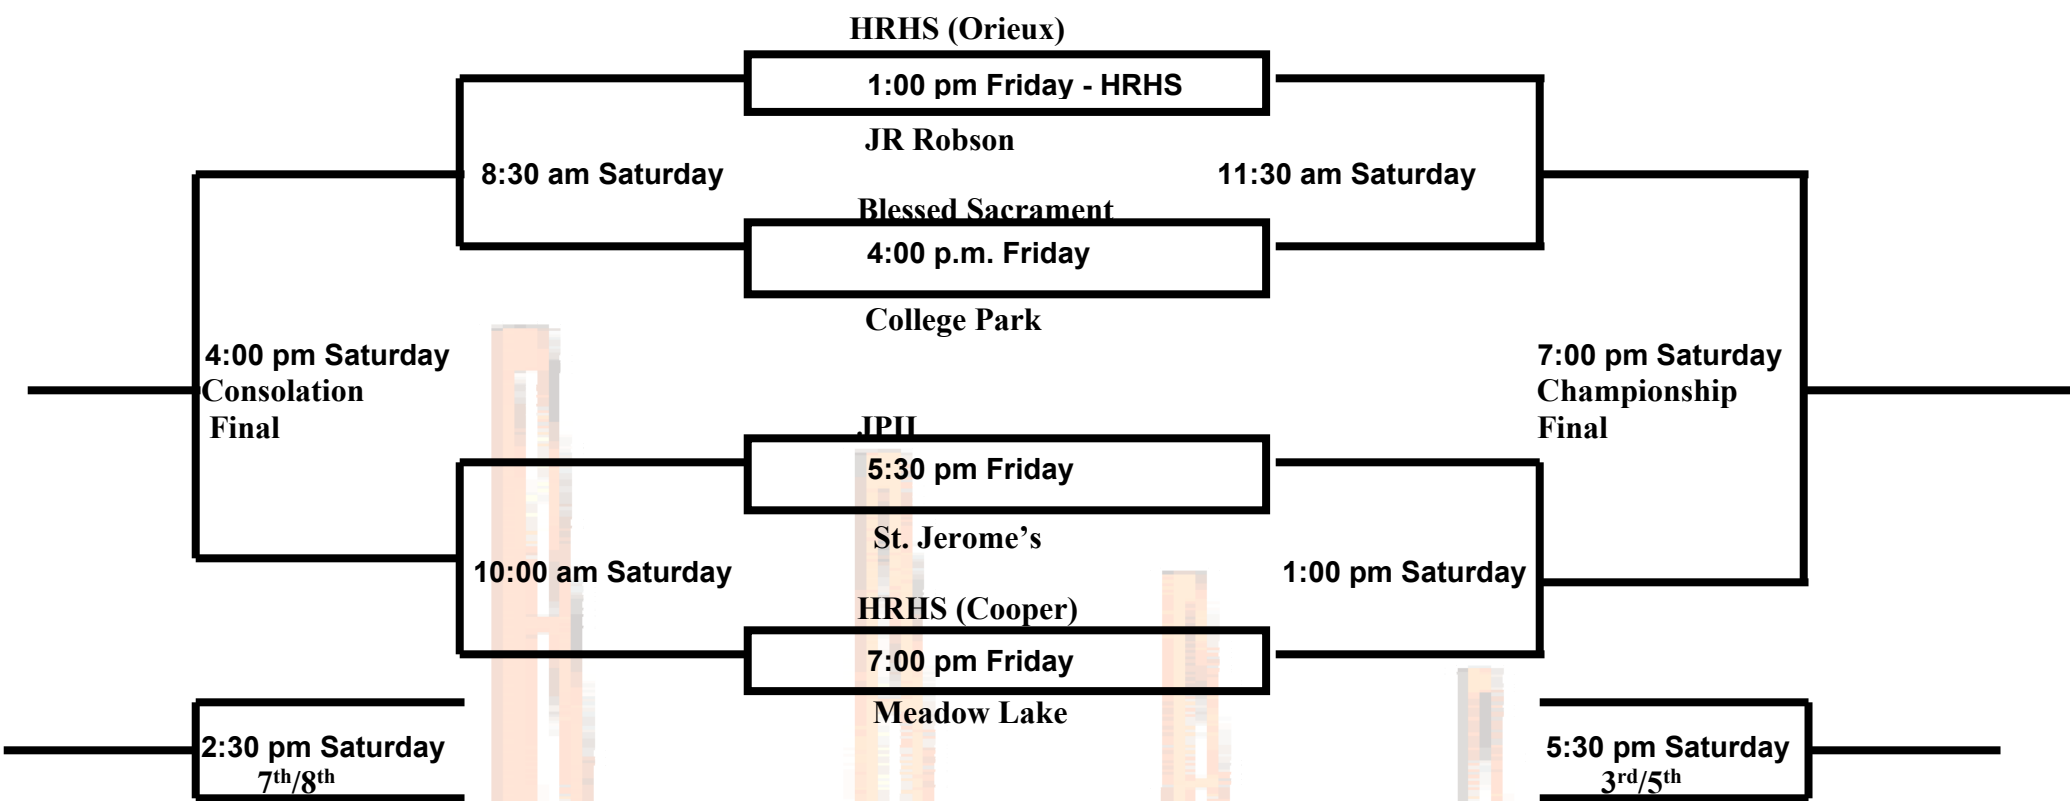 HRHS (Orieux)
1:00 pm Friday - HRHS
JR Robson
8:30 am Saturday
11:30 am Saturday
Blessed Sacrament
4:00 p.m. Friday
College Park
4:00 pm Saturday
Consolation
Final
7:00 pm Saturday
Championship
Final
JPII
5:30 pm Friday
St. Jerome’s
10:00 am Saturday
1:00 pm Saturday
HRHS (Cooper)
7:00 pm Friday
Meadow Lake
2:30 pm Saturday
7th/8th
5:30 pm Saturday
3rd/5th